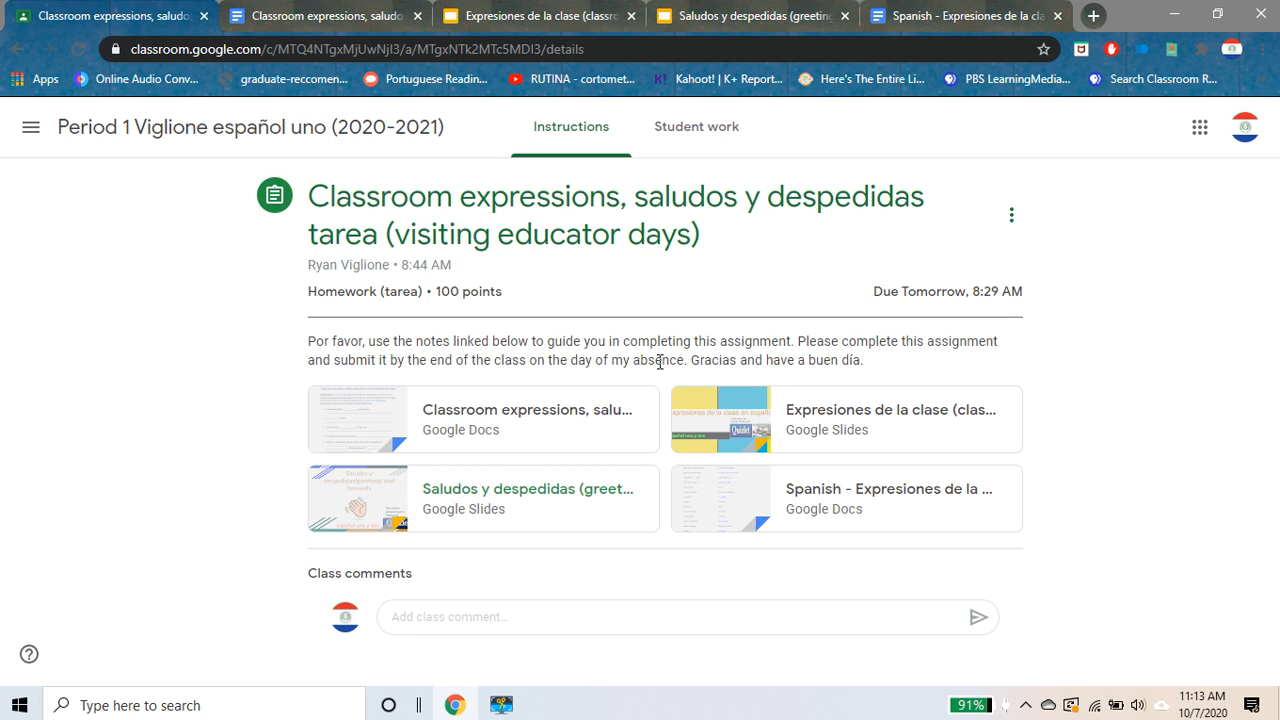 Classroom expressions, saludos
Classroom expressions, saludos
Expresiones de la clase (classro
Saludos y despedidas (greeting
Spanish - Expresiones de la cla
classroom.google.com/c/MTQ4NTgxMjUwNjI3/a/MTgxNTk2MTc5MDI3/details
Apps
Online Audio Conv...
graduate-reccomen...
Portuguese Readin...
RUTINA - cortomet...
Kahoot! | K+ Report...
Here's The Entire Li...
PBS LearningMedia...
Search Classroom R...
Period 1 Viglione español uno (2020-2021)
Instructions
Student work
Classroom expressions, saludos y despedidas
tarea (visiting educator days)
Ryan Viglione • 8:44 AM
Homework (tarea) • 100 points
Due Tomorrow, 8:29 AM
Por favor, use the notes linked below to guide you in completing this assignment. Please complete this assignment
and submit it by the end of the class on the day of my absence. Gracias and have a buen día.
Classroom expressions, salu...
Google Docs
Expresiones de la clase (clas...
Google Slides
Saludos y despedidas (greet...
Google Slides
Spanish - Expresiones de la ...
Google Docs
Class comments
Add class comment...
Type here to search
91%
11:13 AM
10/7/2020